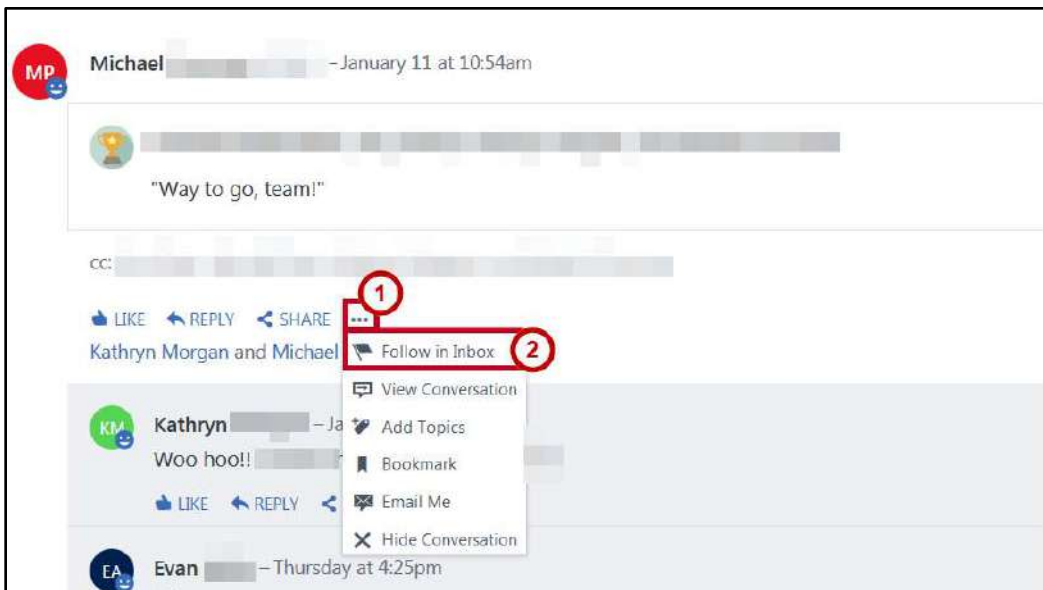 MP
Michael – January 11 at 10:54am
"Way to go, team!"
cc:
1
LIKE REPLY SHARE ...
Kathryn Morgan and Michael
Follow in Inbox 2
View Conversation
KM
Kathryn – Ja
Add Topics
Woo hoo!!
Bookmark
LIKE REPLY
Email Me
Hide Conversation
EA
Evan – Thursday at 4:25pm